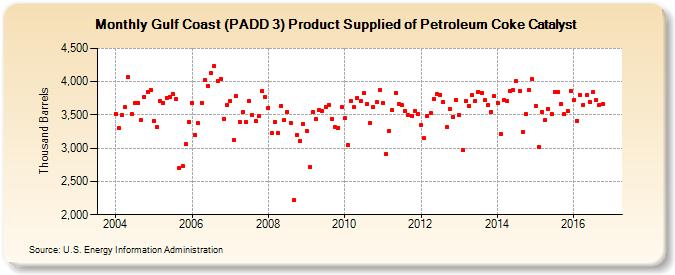 Monthly Gulf Coast (PADD 3) Product Supplied of Petroleum Coke Catalyst
Thousand Barrels
4,500
4,000
3,500
3,000
2,500
2,000
2004 2006 2008 2010 2012 2014 2016
Source: U.S. Energy Information Administration